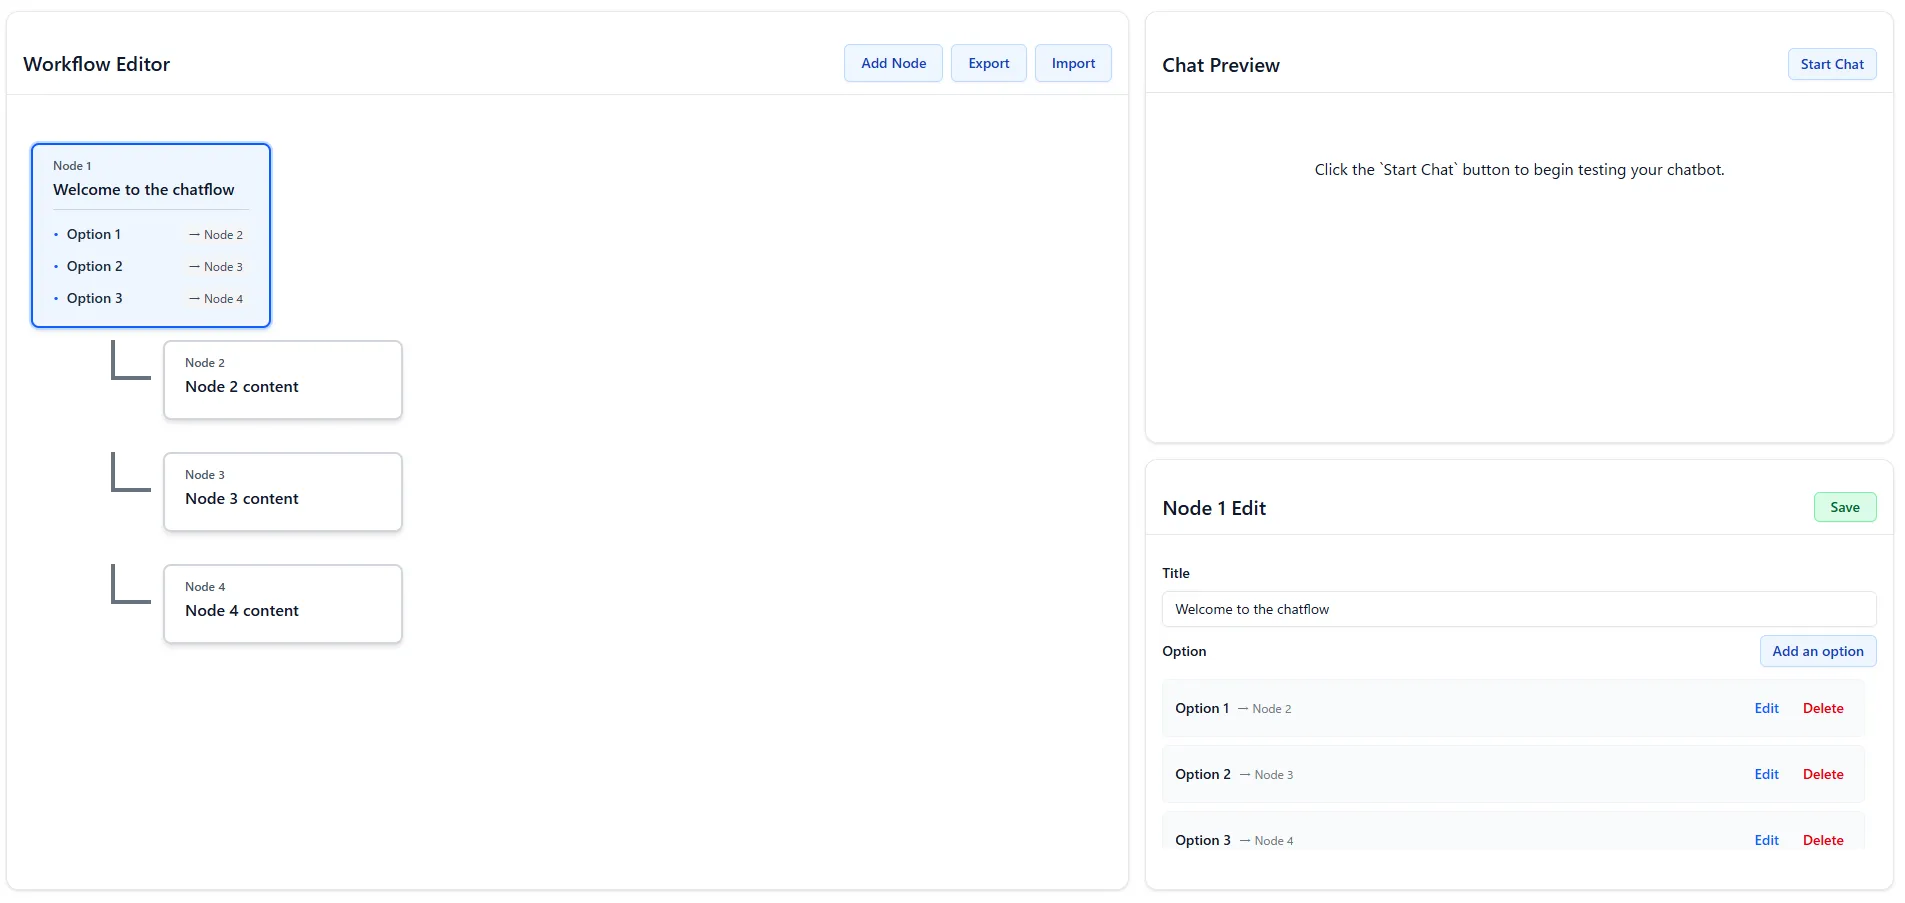 Workflow Editor
Add Node
Export
Import
Node 1
Welcome to the chatflow
• Option 1 → Node 2
• Option 2 → Node 3
• Option 3 → Node 4
Node 2
Node 2 content
Node 3
Node 3 content
Node 4
Node 4 content
Chat Preview
Start Chat
Click the `Start Chat` button to begin testing your chatbot.
Node 1 Edit
Save
Title
Welcome to the chatflow
Option
Add an option
Option 1 → Node 2 Edit Delete
Option 2 → Node 3 Edit Delete
Option 3 → Node 4 Edit Delete